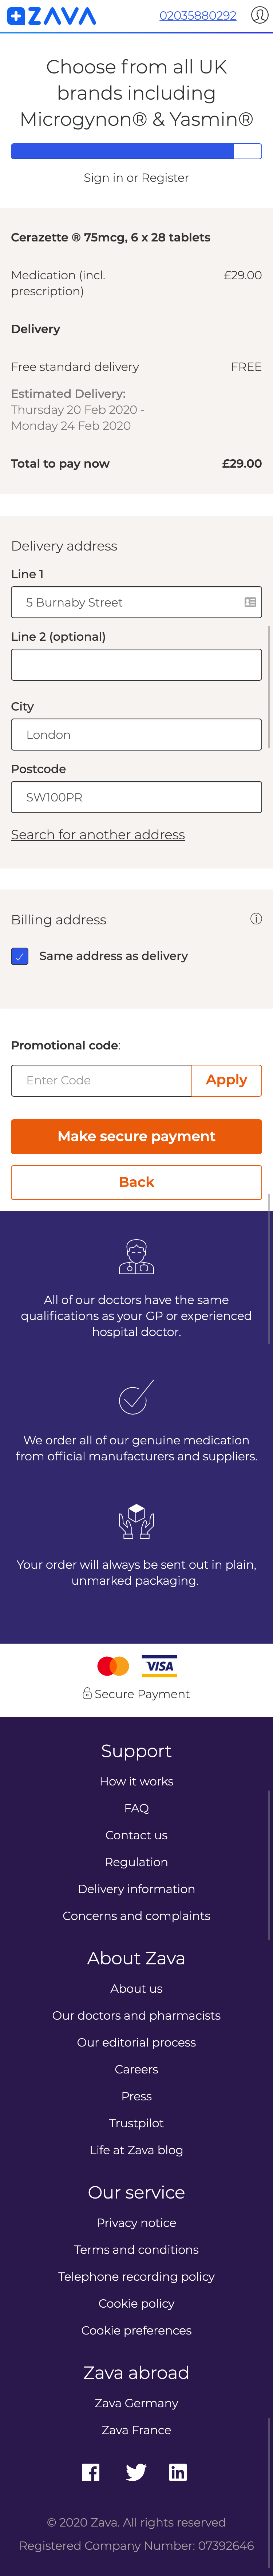 ZAVA
02035880292
Choose from all UK
brands including
Microgynon® & Yasmin®
Sign in or Register
Cerazette ® 75mcg, 6 x 28 tablets
Medication (incl. £29.00
prescription)
Delivery
Free standard delivery FREE
Estimated Delivery:
Thursday 20 Feb 2020 -
Monday 24 Feb 2020
Total to pay now £29.00
Delivery address
Line 1
5 Burnaby Street
Line 2 (optional)
City
London
Postcode
SW100PR
Search for another address
Billing address
Same address as delivery
Promotional code:
Enter Code Apply
Make secure payment
Back
All of our doctors have the same
qualifications as your GP or experienced
hospital doctor.
We order all of our genuine medication
from official manufacturers and suppliers.
Your order will always be sent out in plain,
unmarked packaging.
VISA
Secure Payment
Support
How it works
FAQ
Contact us
Regulation
Delivery information
Concerns and complaints
About Zava
About us
Our doctors and pharmacists
Our editorial process
Careers
Press
Trustpilot
Life at Zava blog
Our service
Privacy notice
Terms and conditions
Telephone recording policy
Cookie policy
Cookie preferences
Zava abroad
Zava Germany
Zava France
© 2020 Zava. All rights reserved
Registered Company Number: 07392646